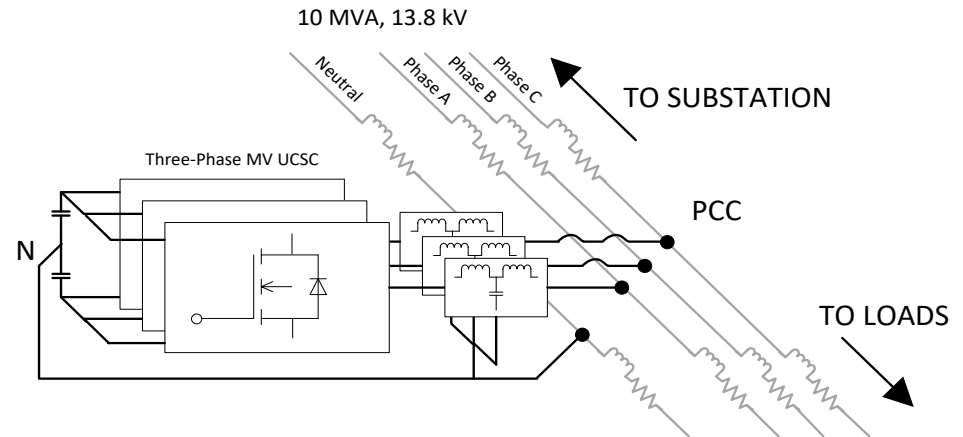 10 MVA, 13.8 kV
Neutral
Phase A
Phase B
Phase C
TO SUBSTATION
Three-Phase MV UCSC
PCC
N
TO LOADS